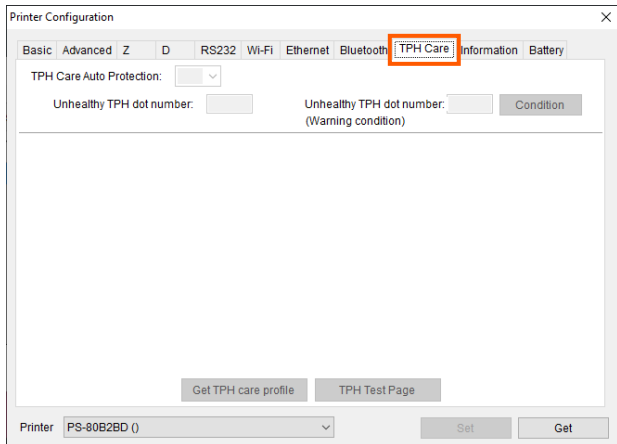 Printer Configuration
Basic Advanced Z D RS232 Wi-Fi Ethernet Bluetooth TPH Care Information Battery
TPH Care Auto Protection:
Unhealthy TPH dot number: Unhealthy TPH dot number: Condition
(Warning condition)
Get TPH care profile TPH Test Page
Printer PS-80B2BD () Set Get